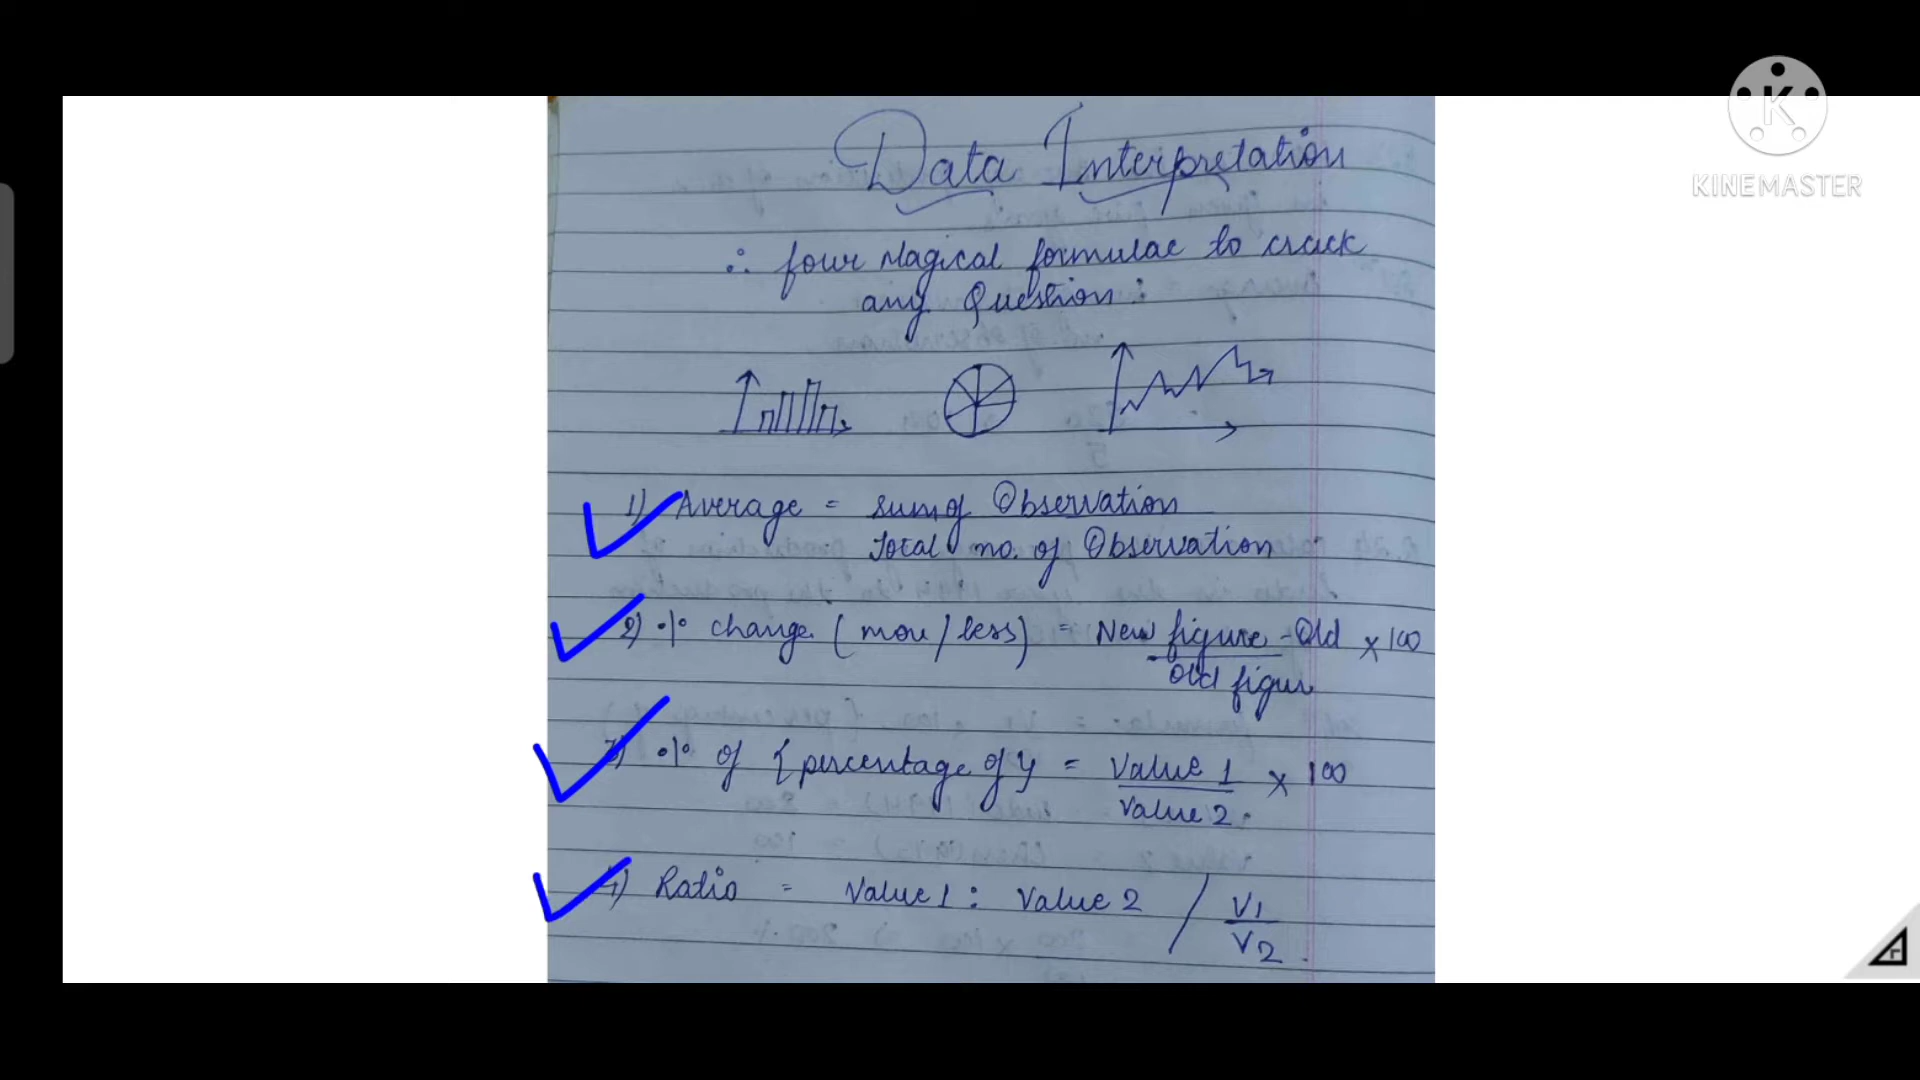 KINEMASTER
Data Interpretation
∴ four Magical formulae to crack
any Question :
1) Average = sum of Observation
Total no. of Observation
2) % change (more/less) = New figure - Old × 100
Old figure
3) % of {percentage of} = Value 1 × 100
Value 2.
4) Ratio = Value 1 : Value 2 / V1
V2 .